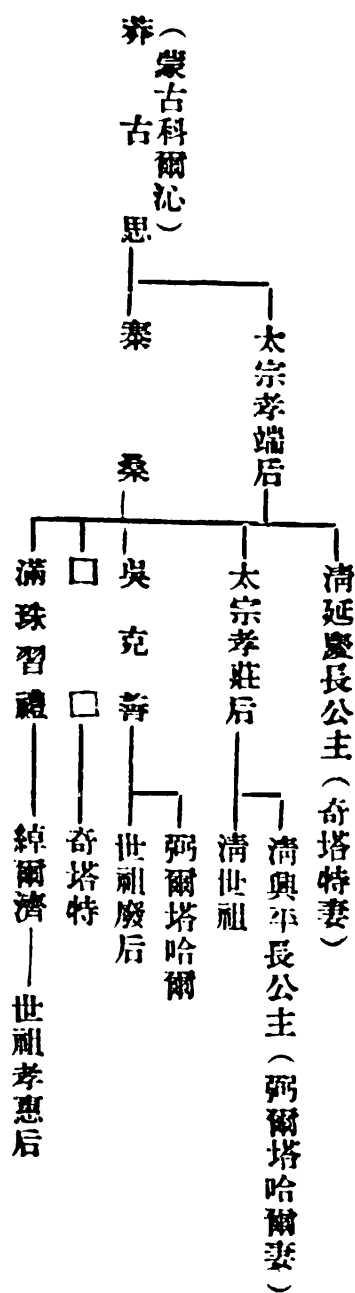 （蒙古科爾沁）
莽古思
太宗孝端后
寨桑
清延慶長公主（奇塔特妻）
太宗孝莊后
吳克善
□□
滿珠習禮
清興平長公主（弼爾塔哈爾妻）
清世祖
弼爾塔哈爾
世祖廢后
奇塔特
綽爾濟
世祖孝惠后